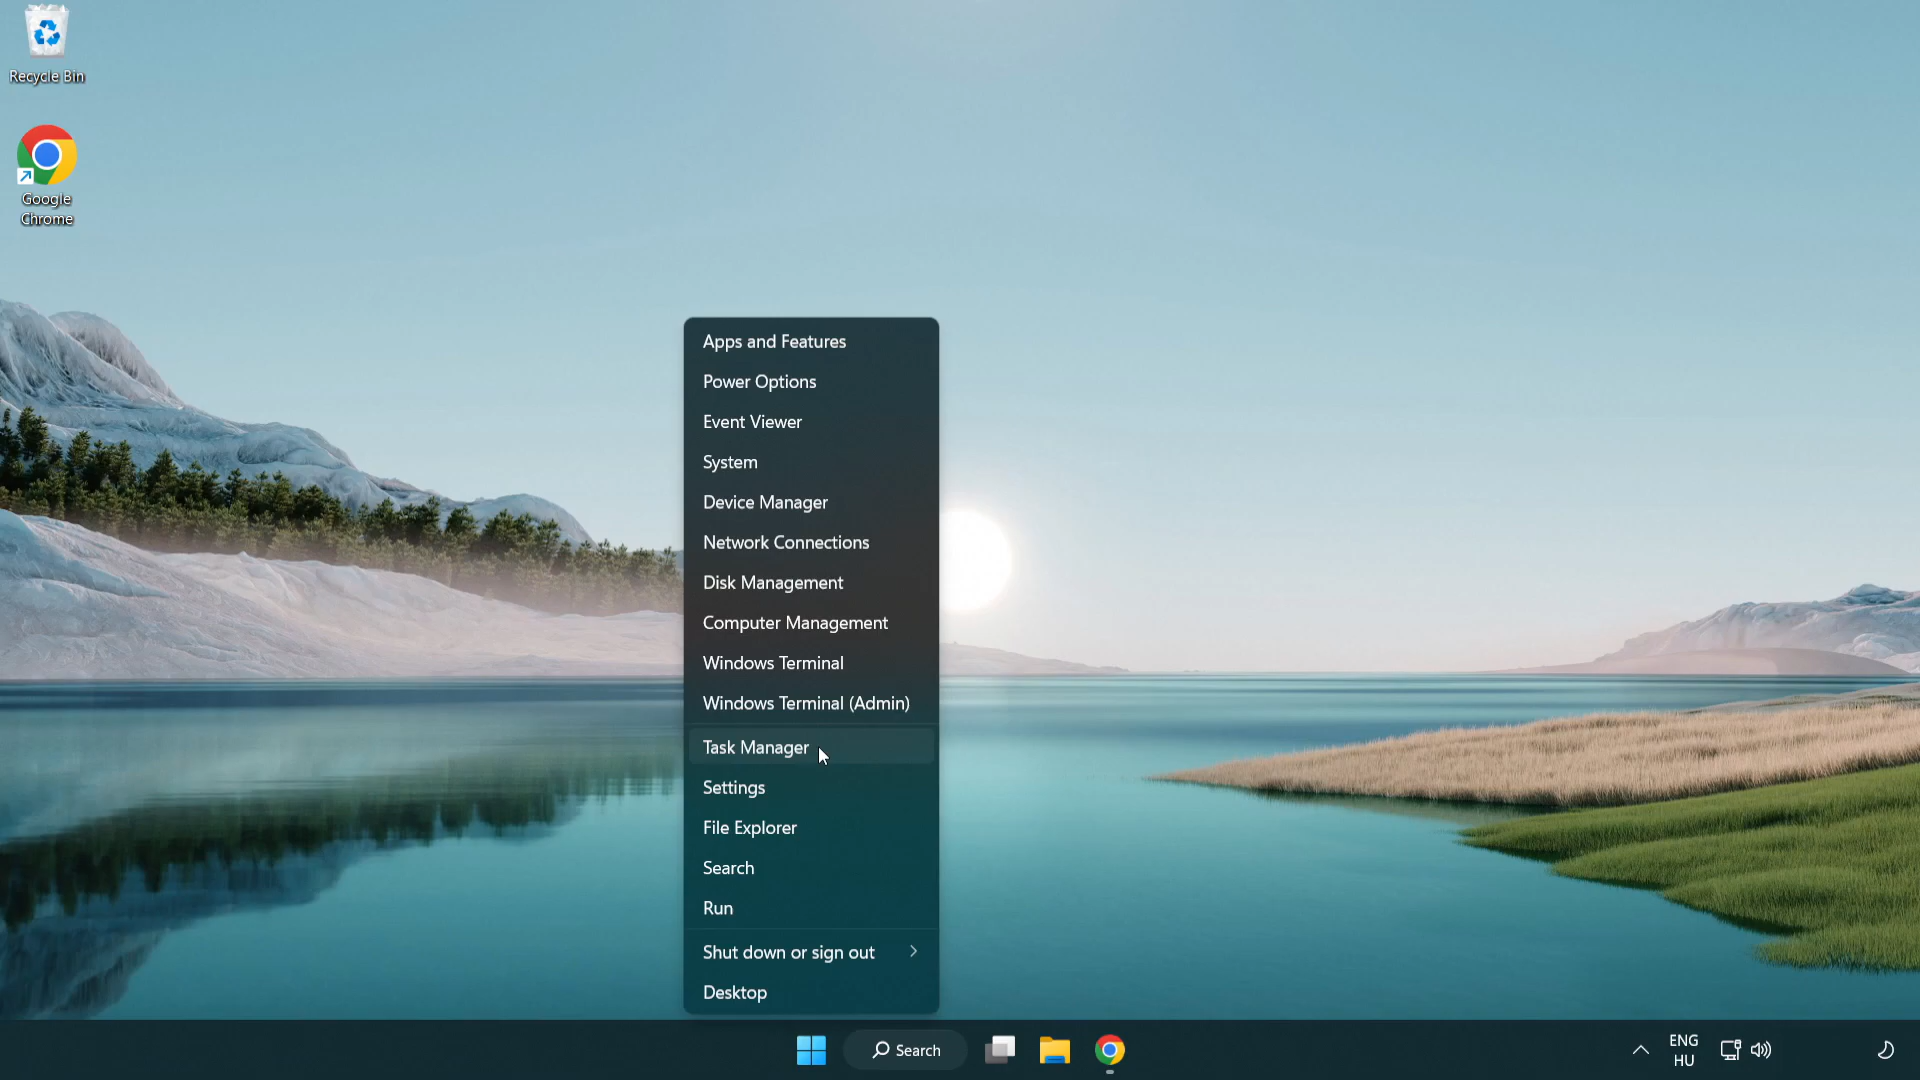 Recycle Bin
Google
Chrome
Apps and Features
Power Options
Event Viewer
System
Device Manager
Network Connections
Disk Management
Computer Management
Windows Terminal
Windows Terminal (Admin)
Task Manager
Settings
File Explorer
Search
Run
Shut down or sign out
Desktop
Search
ENG
HU